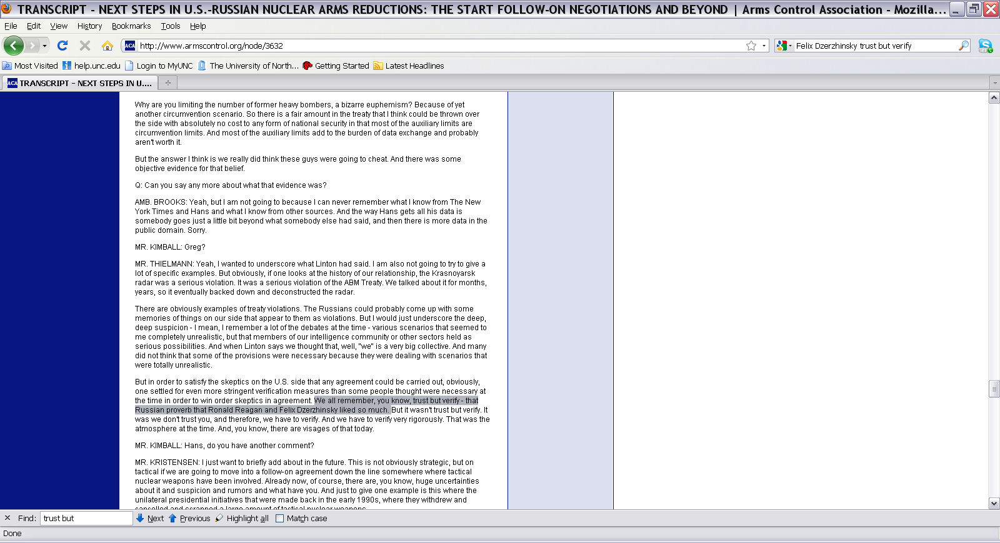 TRANSCRIPT - NEXT STEPS IN U.S.-RUSSIAN NUCLEAR ARMS REDUCTIONS: THE START FOLLOW-ON NEGOTIATIONS AND BEYOND | Arms Control Association - Mozilla...
File Edit View History Bookmarks Tools Help
ACA http://www.armscontrol.org/node/3632 Felix Dzerzhinsky trust but verify
Most Visited help.unc.edu Login to MyUNC The University of North... Getting Started Latest Headlines
ACA TRANSCRIPT - NEXT STEPS IN U....
Why are you limiting the number of former heavy bombers, a bizarre euphemism? Because of yet
another circumvention scenario. So there is a fair amount in the treaty that I think could be thrown over
the side with absolutely no cost to any form of national security in that most of the auxiliary limits are
circumvention limits. And most of the auxiliary limits add to the burden of data exchange and probably
aren't worth it.
But the answer I think is we really did think these guys were going to cheat. And there was some
objective evidence for that belief.
Q: Can you say any more about what that evidence was?
AMB. BROOKS: Yeah, but I am not going to because I can never remember what I know from The New
York Times and Hans and what I know from other sources. And the way Hans gets all his data is
somebody goes just a little bit beyond what somebody else had said, and then there is more data in the
public domain. Sorry.
MR. KIMBALL: Greg?
MR. THIELMANN: Yeah, I wanted to underscore what Linton had said. I am also not going to try to give a
lot of specific examples. But obviously, if one looks at the history of our relationship, the Krasnoyarsk
radar was a serious violation. It was a serious violation of the ABM Treaty. We talked about it for months,
years, so it eventually backed down and deconstructed the radar.
There are obviously examples of treaty violations. The Russians could probably come up with some
memories of things on our side that appear to them as violations. But I would just underscore the deep,
deep suspicion - I mean, I remember a lot of the debates at the time - various scenarios that seemed to
me completely unrealistic, but that members of our intelligence community or other sectors held as
serious possibilities. And when Linton says we thought that, well, "we" is a very big collective. And many
did not think that some of the provisions were necessary because they were dealing with scenarios that
were totally unrealistic.
But in order to satisfy the skeptics on the U.S. side that any agreement could be carried out, obviously,
one settled for even more stringent verification measures than some people thought were necessary at
the time in order to win order skeptics in agreement. We all remember, you know, trust but verify - that
Russian proverb that Ronald Reagan and Felix Dzerzhinsky liked so much. But it wasn't trust but verify. It
was we don't trust you, and therefore, we have to verify. And we have to verify very rigorously. That was the
atmosphere at the time. And, you know, there are visages of that today.
MR. KIMBALL: Hans, do you have another comment?
MR. KRISTENSEN: I just want to briefly add about in the future. This is not obviously strategic, but on
tactical if we are going to move into a follow-on agreement down the line somewhere where tactical
nuclear weapons have been involved. Already now, of course, there are, you know, huge uncertainties
about it and suspicion and rumors and what have you. And just to give one example is this where the
unilateral presidential initiatives that were made back in the early 1990s, where they withdrew and
cancelled and scrapped a large amount of tactical nuclear weapons.
Find: trust but Next Previous Highlight all Match case
Done